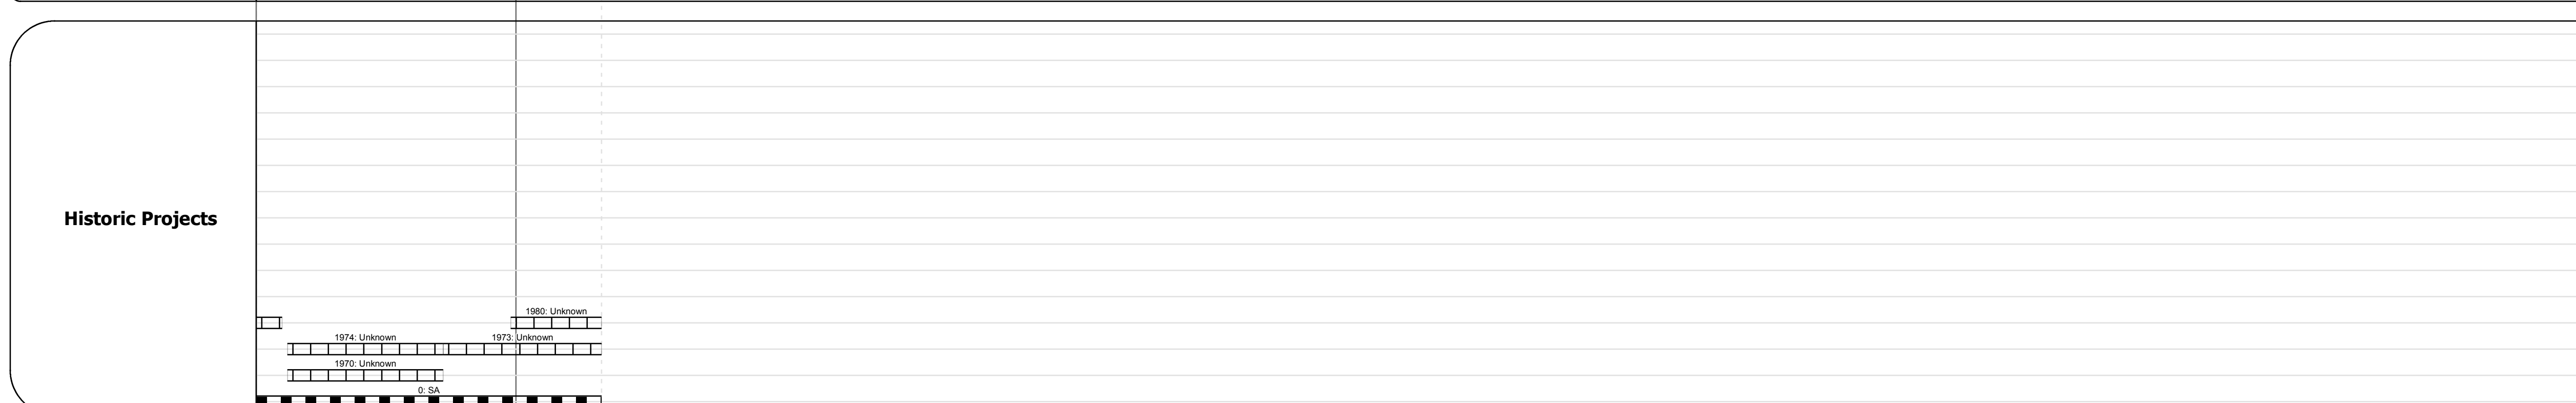 Historic Projects
1980: Unknown
1974: Unknown
1973: Unknown
1970: Unknown
0: SA